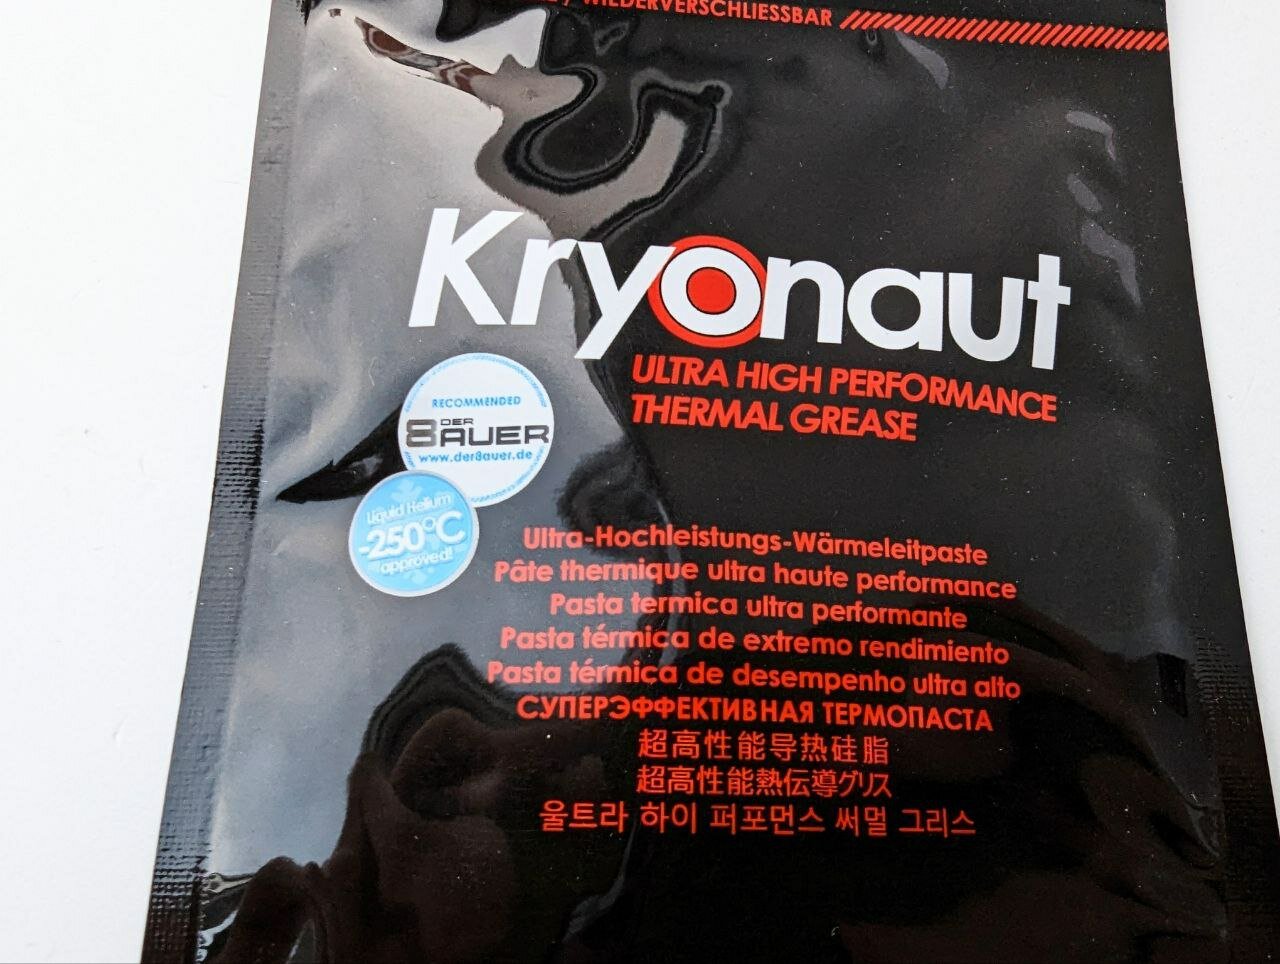 / WIEDERVERSCHLIESSBAR
Kryonaut
ULTRA HIGH PERFORMANCE
THERMAL GREASE
RECOMMENDED
DER
8AUER
www.der8auer.de
Liquid Helium
-250°C
approved!
Ultra-Hochleistungs-Wärmeleitpaste
Pâte thermique ultra haute performance
Pasta termica ultra performante
Pasta térmica de extremo rendimiento
Pasta térmica de desempenho ultra alto
СУПЕРЭФФЕКТИВНАЯ ТЕРМОПАСТА
超高性能导热硅脂
超高性能熱伝導グリス
울트라 하이 퍼포먼스 써멀 그리스